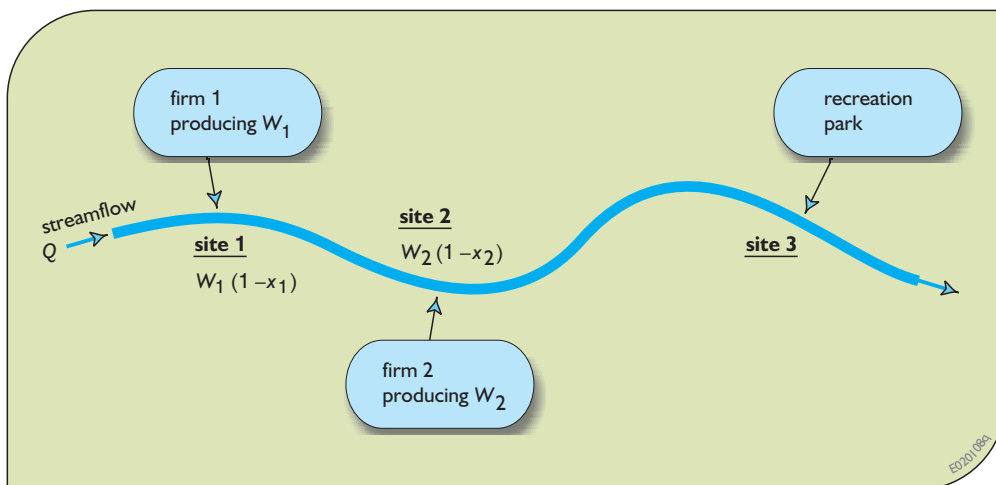 firm 1
producing W1
recreation
park
streamflow
Q
site 1
W1 (1 –x1)
site 2
W2 (1 –x2)
site 3
firm 2
producing W2
E020108q